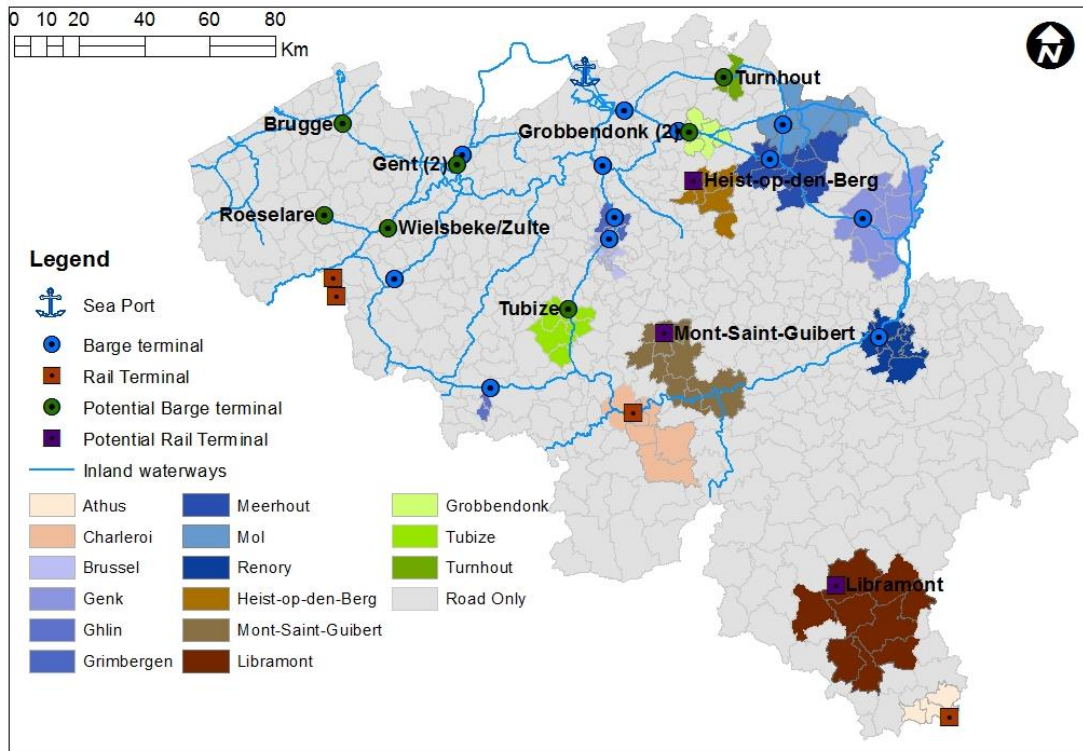 0 10 20 40 60 80
Km
N
Turnhout
Brugge
Grobbendonk (2)
Gent (2)
Heist-op-den-Berg
Roeselare
Wielsbeke/Zulte
Tubize
Mont-Saint-Guibert
Libramont
Legend
Sea Port
Barge terminal
Rail Terminal
Potential Barge terminal
Potential Rail Terminal
Inland waterways
Athus
Charleroi
Brussel
Genk
Ghlin
Grimbergen
Meerhout
Mol
Renory
Heist-op-den-Berg
Mont-Saint-Guibert
Libramont
Grobbendonk
Tubize
Turnhout
Road Only